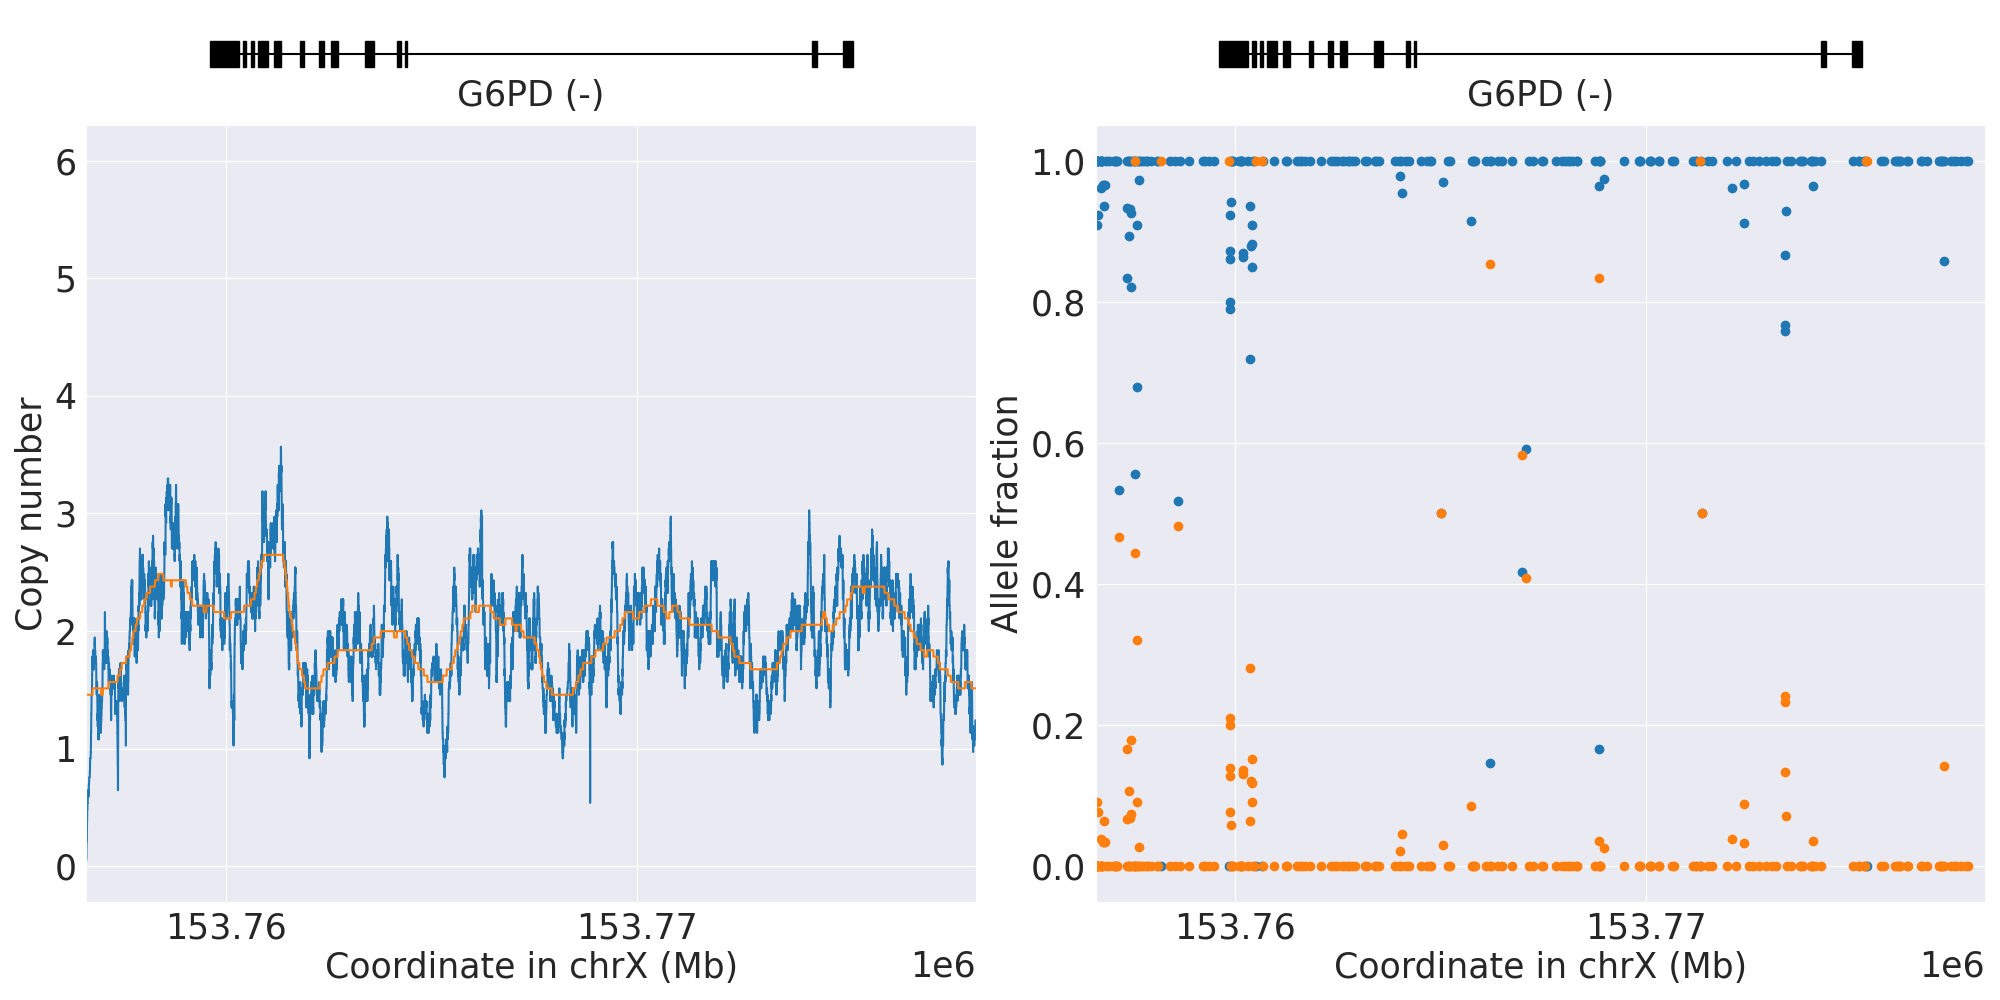 G6PD (-)
6
5
4
3
2
1
0
Copy number
153.76
153.77
Coordinate in chrX (Mb)
1e6
G6PD (-)
1.0
0.8
0.6
0.4
0.2
0.0
Allele fraction
153.76
153.77
Coordinate in chrX (Mb)
1e6